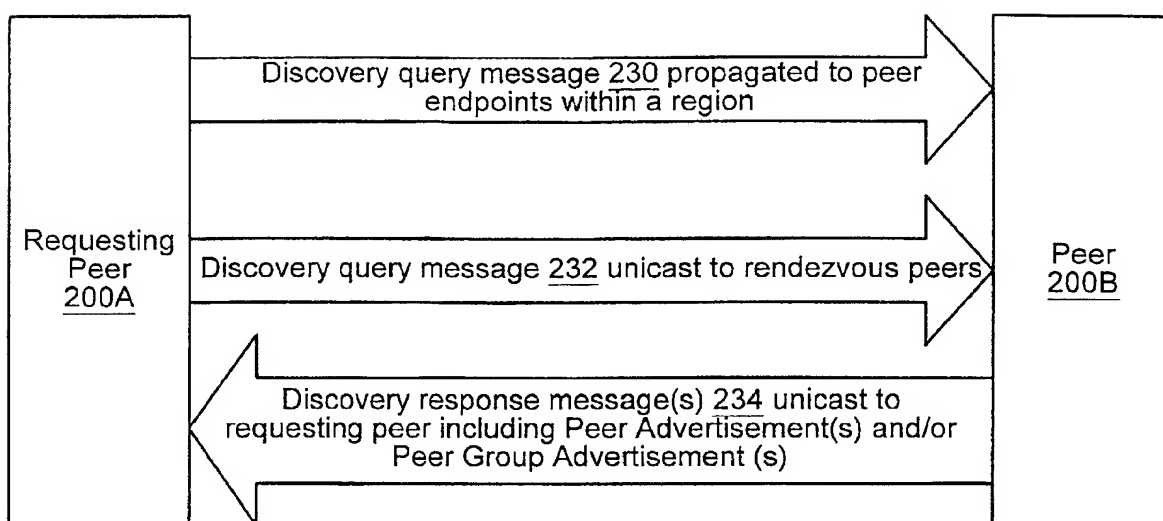 Discovery query message 230 propagated to peer
endpoints within a region
Requesting
Peer
200A
Discovery query message 232 unicast to rendezvous peers
Peer
200B
Discovery response message(s) 234 unicast to
requesting peer including Peer Advertisement(s) and/or
Peer Group Advertisement (s)